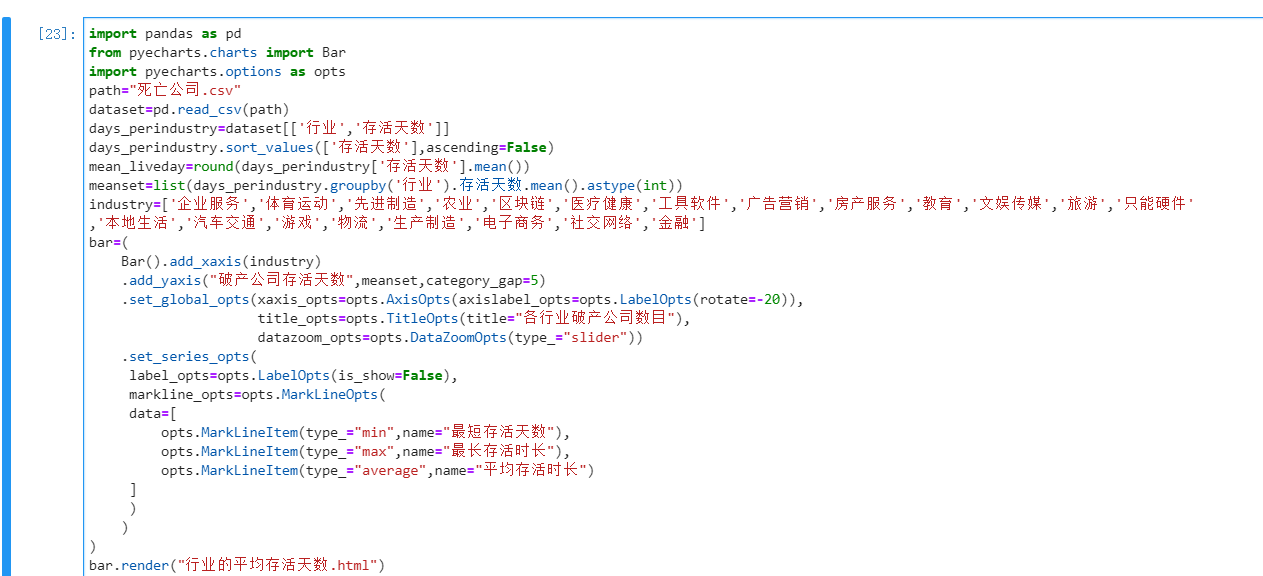 [23]:
import pandas as pd
from pyecharts.charts import Bar
import pyecharts.options as opts
path="死亡公司.csv"
dataset=pd.read_csv(path)
days_perindustry=dataset[['行业','存活天数']]
days_perindustry.sort_values(['存活天数'],ascending=False)
mean_liveday=round(days_perindustry['存活天数'].mean())
meanset=list(days_perindustry.groupby('行业').存活天数.mean().astype(int))
industry=['企业服务','体育运动','先进制造','农业','区块链','医疗健康','工具软件','广告营销','房产服务','教育','文娱传媒','旅游','只能硬件'
,'本地生活','汽车交通','游戏','物流','生产制造','电子商务','社交网络','金融']
bar=(
    Bar().add_xaxis(industry)
    .add_yaxis("破产公司存活天数",meanset,category_gap=5)
    .set_global_opts(xaxis_opts=opts.AxisOpts(axislabel_opts=opts.LabelOpts(rotate=-20)),
                     title_opts=opts.TitleOpts(title="各行业破产公司数目"),
                     datazoom_opts=opts.DataZoomOpts(type_="slider"))
    .set_series_opts(
     label_opts=opts.LabelOpts(is_show=False),
     markline_opts=opts.MarkLineOpts(
     data=[
         opts.MarkLineItem(type_="min",name="最短存活天数"),
         opts.MarkLineItem(type_="max",name="最长存活时长"),
         opts.MarkLineItem(type_="average",name="平均存活时长")
     ]
     )
    )
)
bar.render("行业的平均存活天数.html")